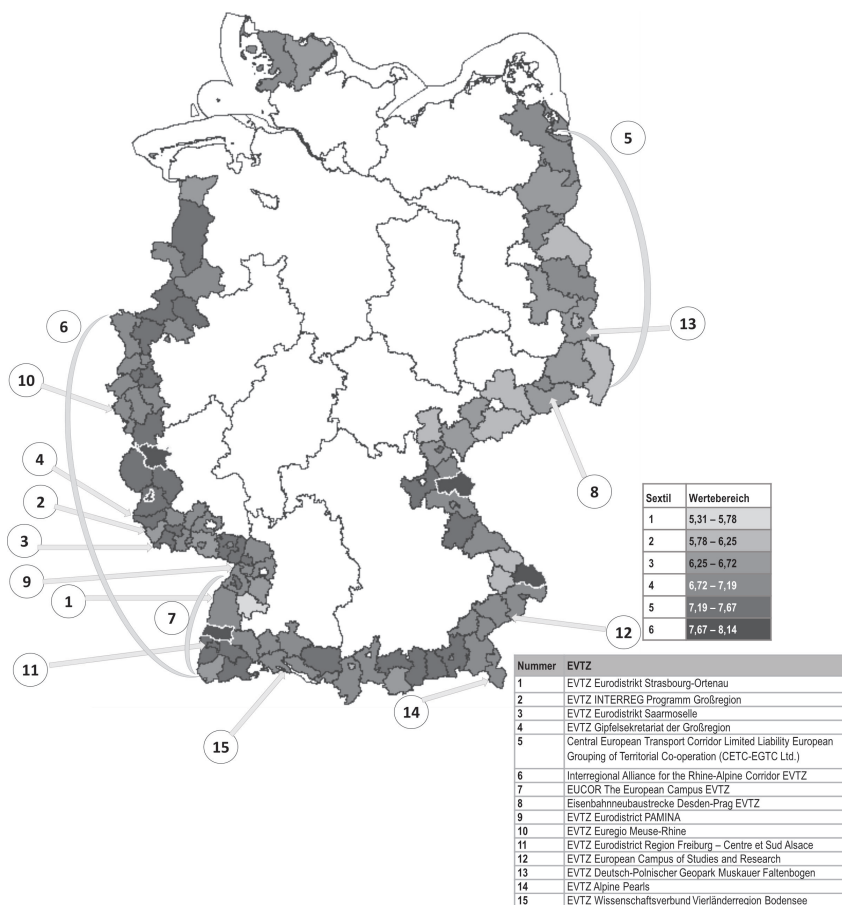 5
6
13
10
4
2
8
3
9
1
7
12
11
14
15
Sextil Wertebereich
1 5,31 – 5,78
2 5,78 – 6,25
3 6,25 – 6,72
4 6,72 – 7,19
5 7,19 – 7,67
6 7,67 – 8,14
Nummer EVTZ
1 EVTZ Eurodistrikt Strasbourg-Ortenau
2 EVTZ INTERREG Programm Großregion
3 EVTZ Eurodistrikt Saarmoselle
4 EVTZ Gipfelsekretariat der Großregion
5 Central European Transport Corridor Limited Liability European
Grouping of Territorial Co-operation (CETC-EGTC Ltd.)
6 Interregional Alliance for the Rhine-Alpine Corridor EVTZ
7 EUCOR The European Campus EVTZ
8 Eisenbahnneubaustrecke Desden-Prag EVTZ
9 EVTZ Eurodistrict PAMINA
10 EVTZ Euregio Meuse-Rhine
11 EVTZ Eurodistrict Region Freiburg – Centre et Sud Alsace
12 EVTZ European Campus of Studies and Research
13 EVTZ Deutsch-Polnischer Geopark Muskauer Faltenbogen
14 EVTZ Alpine Pearls
15 EVTZ Wissenschaftsverbund Vierländerregion Bodensee